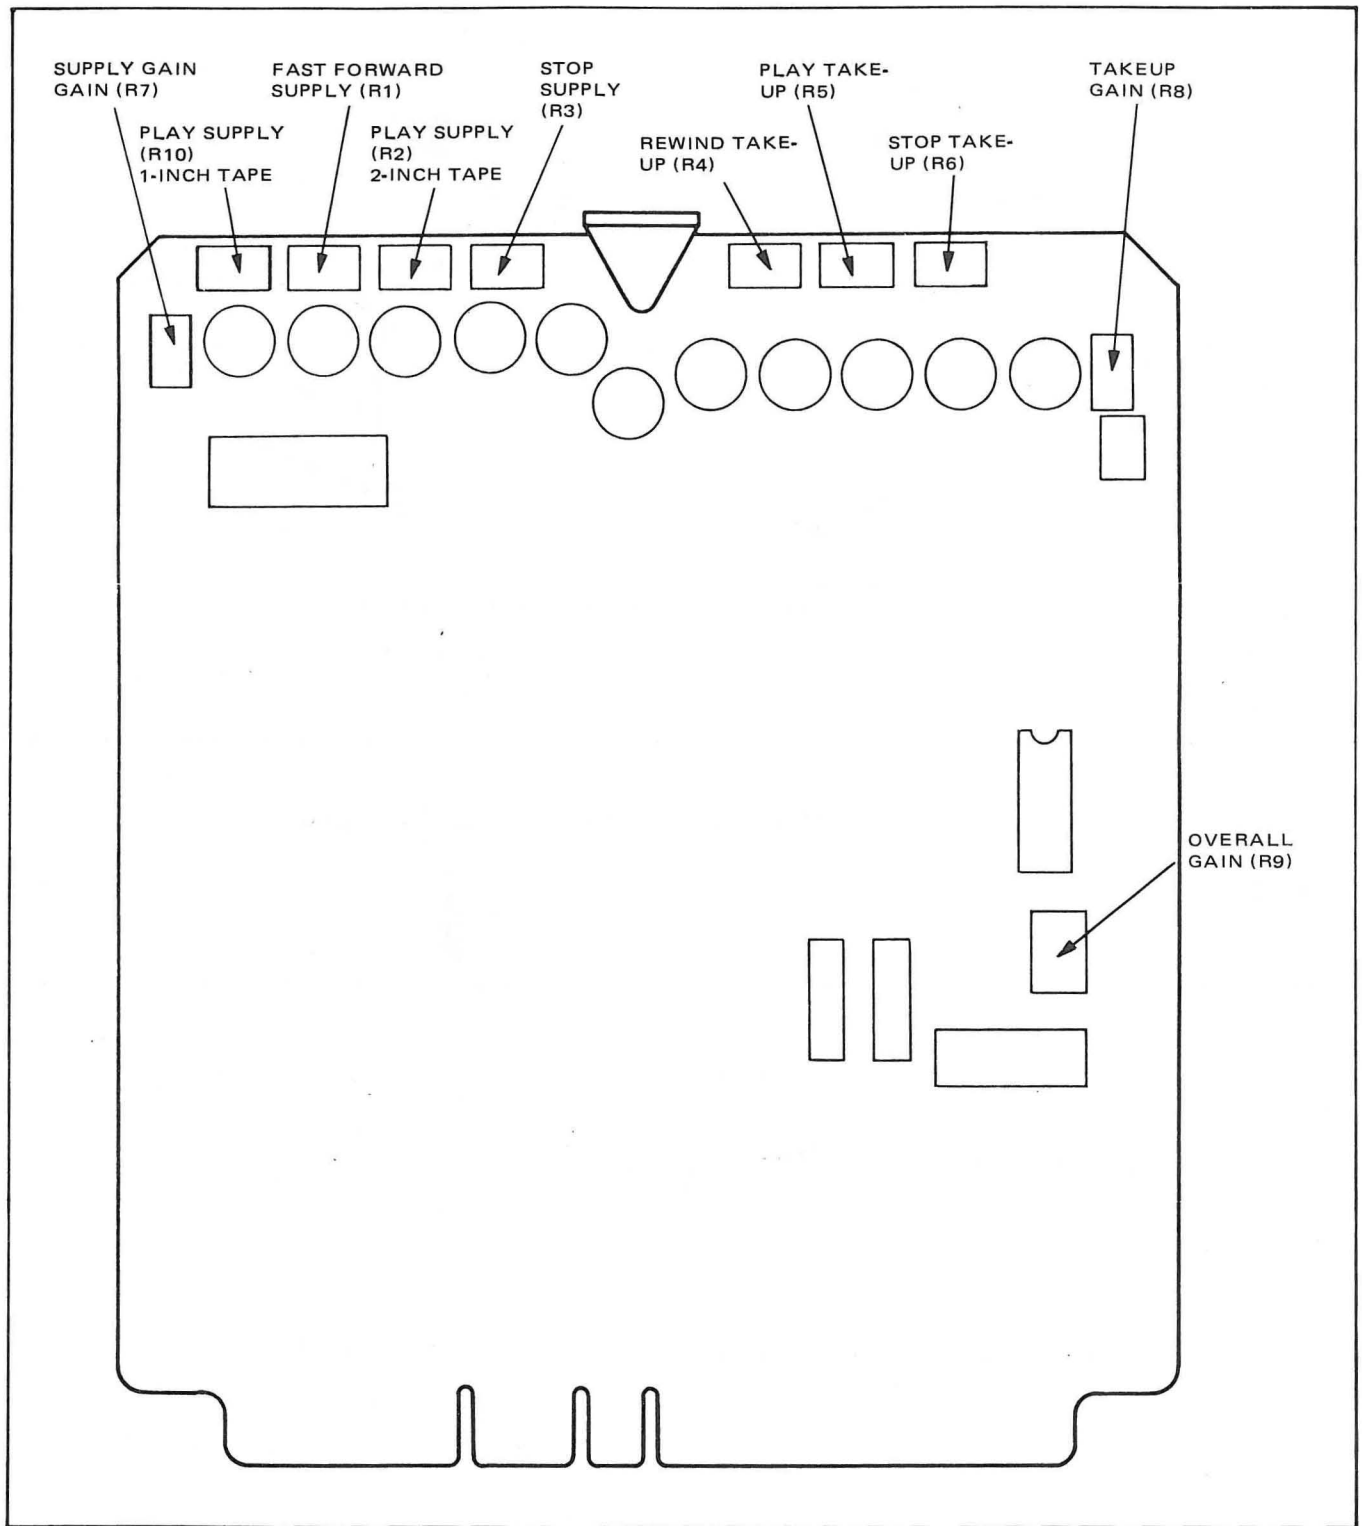 SUPPLY GAIN
GAIN (R7)
FAST FORWARD
SUPPLY (R1)
STOP
SUPPLY
(R3)
PLAY TAKE-
UP (R5)
TAKEUP
GAIN (R8)
PLAY SUPPLY
(R10)
1-INCH TAPE
PLAY SUPPLY
(R2)
2-INCH TAPE
REWIND TAKE-
UP (R4)
STOP TAKE-
UP (R6)
OVERALL
GAIN (R9)